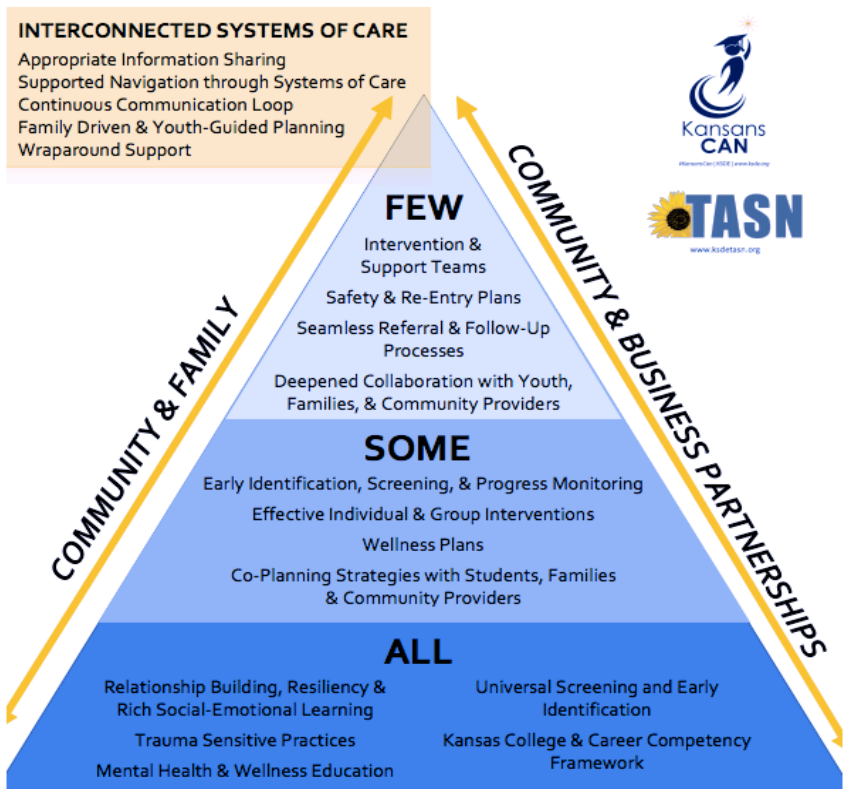 INTERCONNECTED SYSTEMS OF CARE
Appropriate Information Sharing
Supported Navigation through Systems of Care
Continuous Communication Loop
Family Driven & Youth-Guided Planning
Wraparound Support
Kansans
CAN
#KansansCan | KSDE | www.ksde.org
TASN
www.ksdetasn.org
COMMUNITY & FAMILY
COMMUNITY & BUSINESS PARTNERSHIPS
FEW
Intervention &
Support Teams
Safety & Re-Entry Plans
Seamless Referral & Follow-Up
Processes
Deepened Collaboration with Youth,
Families, & Community Providers
SOME
Early Identification, Screening, & Progress Monitoring
Effective Individual & Group Interventions
Wellness Plans
Co-Planning Strategies with Students, Families
& Community Providers
ALL
Relationship Building, Resiliency &
Rich Social-Emotional Learning
Trauma Sensitive Practices
Mental Health & Wellness Education
Universal Screening and Early
Identification
Kansas College & Career Competency
Framework